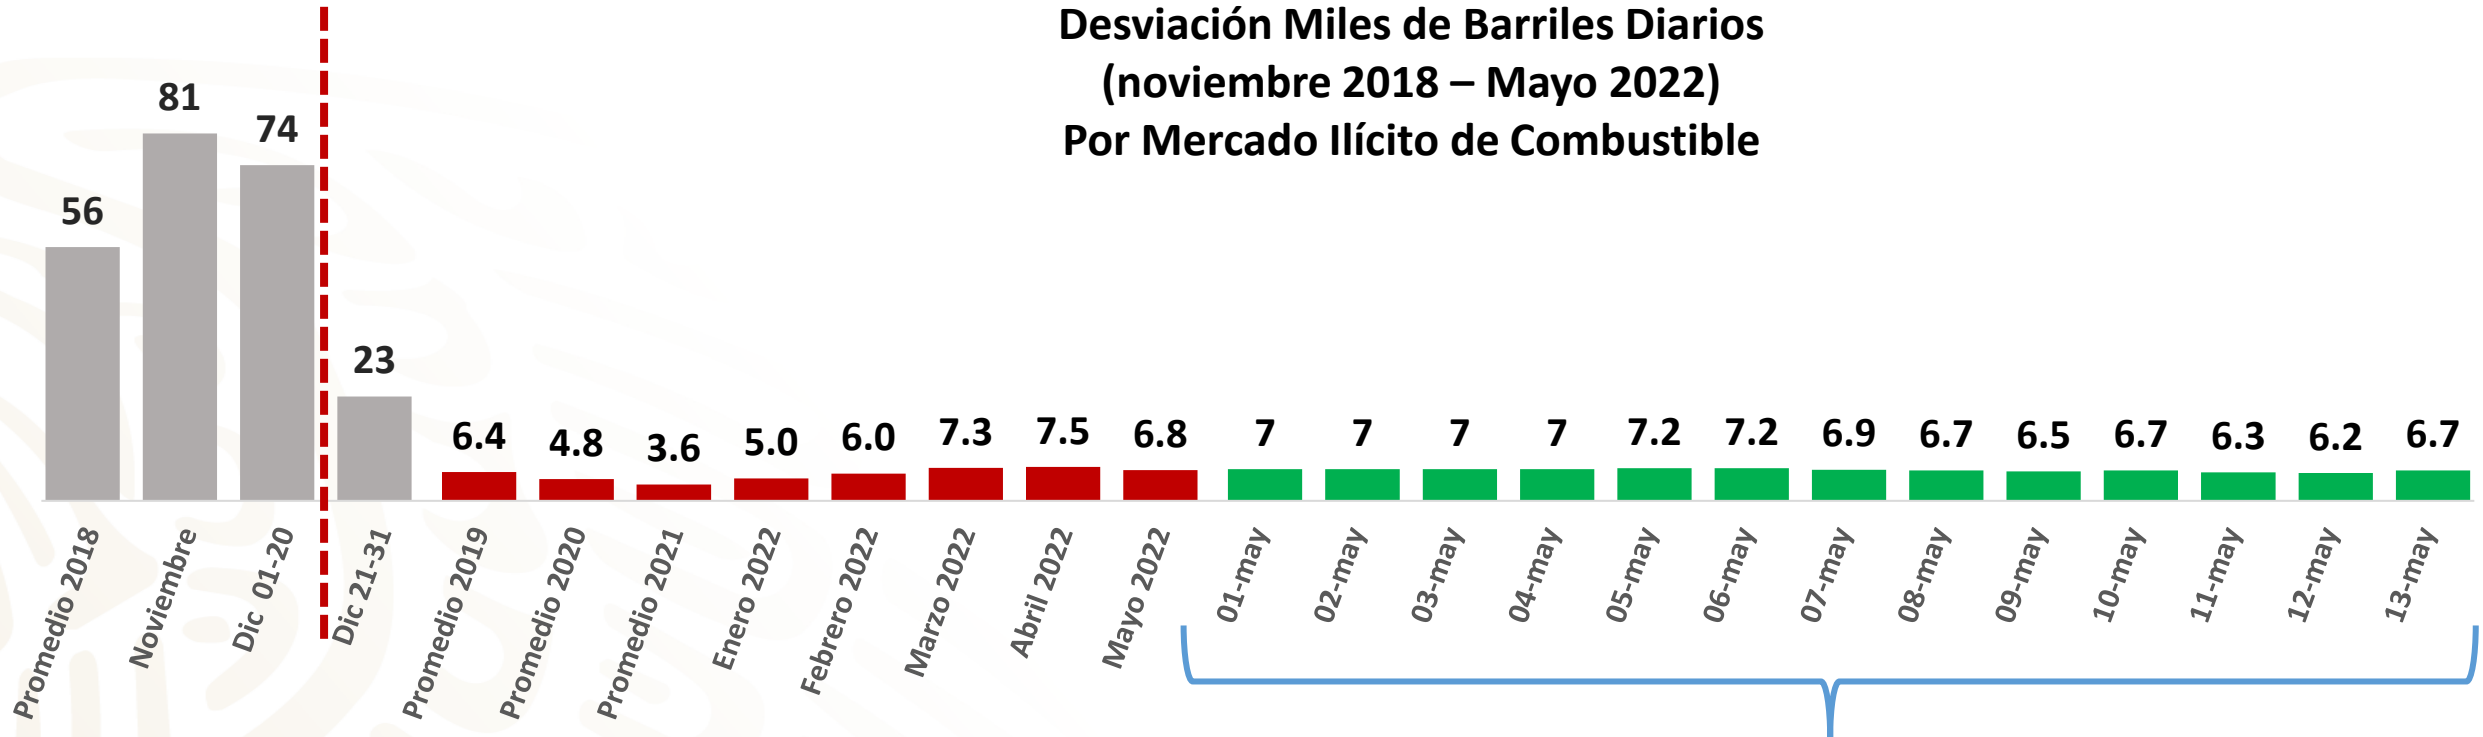 Desviación Miles de Barriles Diarios
(noviembre 2018 – Mayo 2022)
Por Mercado Ilícito de Combustible
56
81
74
23
6.4
4.8
3.6
5.0
6.0
7.3
7.5
6.8
7
7
7
7
7.2
7.2
6.9
6.7
6.5
6.7
6.3
6.2
6.7
Promedio 2018
Noviembre
Dic 01-20
Dic 21-31
Promedio 2019
Promedio 2020
Promedio 2021
Enero 2022
Febrero 2022
Marzo 2022
Abril 2022
Mayo 2022
01-may
02-may
03-may
04-may
05-may
06-may
07-may
08-may
09-may
10-may
11-may
12-may
13-may